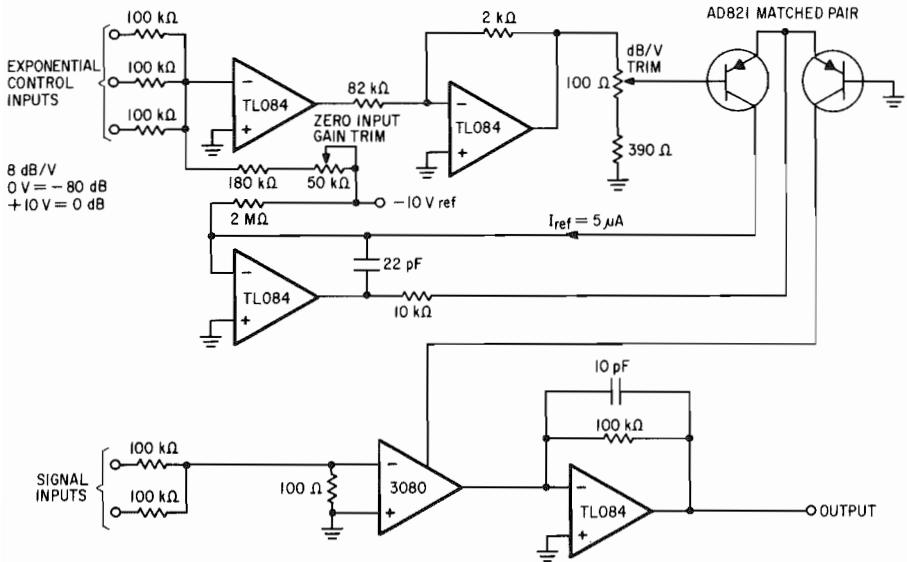 100 kΩ
2 kΩ
AD821 MATCHED PAIR
EXPONENTIAL
CONTROL
INPUTS
100 kΩ
100 kΩ
−
+
TL084
82 kΩ
ZERO INPUT
GAIN TRIM
−
+
TL084
dB/V
TRIM
100 Ω
390 Ω
8 dB/V
0 V = −80 dB
+10 V = 0 dB
180 kΩ
50 kΩ
2 MΩ
−10 V ref
Iref = 5 μA
−
+
TL084
22 pF
10 kΩ
10 pF
100 kΩ
SIGNAL
INPUTS
100 kΩ
100 kΩ
100 Ω
−
+
3080
−
+
TL084
OUTPUT